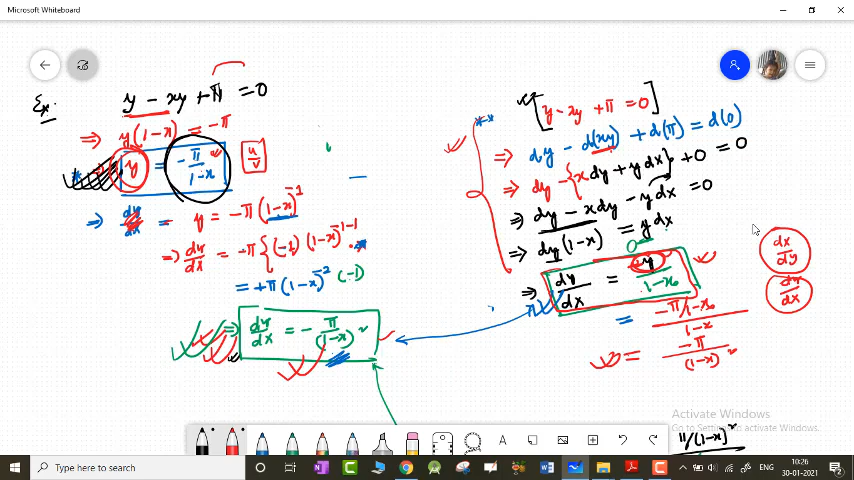 Microsoft Whiteboard
Ex:
y - xy + π = 0
⇒ y(1-x) = -π
y = -π/1-x
u/v
⇒ dy/dx = y = -π(1-x)^-1
⇒ dy/dx = -π{(-1)(1-x)^-1-1
= +π(1-x)^-2 (-1)
⇒ dy/dx = - π/(1-x)²
[y - xy + π = 0]
⇒ dy - d(xy) + d(π) = d(0)
⇒ dy - {x dy + y dx} + 0 = 0
⇒ dy - x dy - y dx = 0
⇒ dy(1-x) = y dx
⇒ dy/dx = y/1-x
= -π/1-x/1-x
= -π/(1-x)²
dx/dy
dy/dx
π/(1-x)²
Activate Windows
Go to Settings to activate Windows.
Type here to search
ENG
10:26
30-01-2021
2